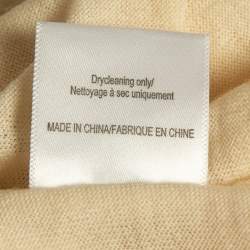 Drycleaning only/
Nettoyage à sec uniquement
MADE IN CHINA/FABRIQUE EN CHINE